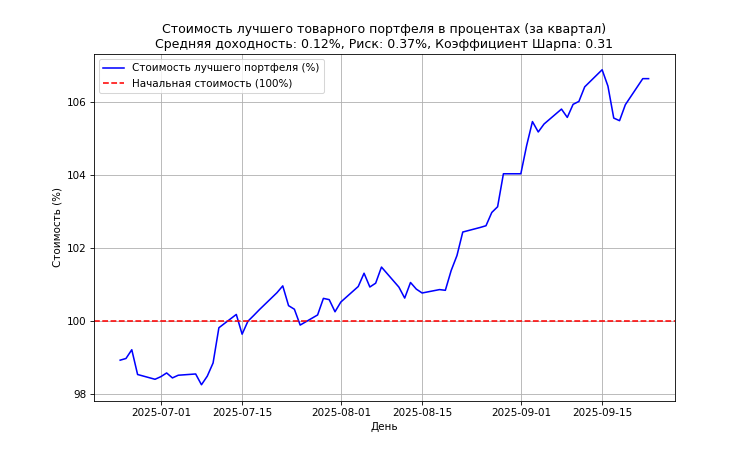 Стоимость лучшего товарного портфеля в процентах (за квартал)
Средняя доходность: 0.12%, Риск: 0.37%, Коэффициент Шарпа: 0.31
Стоимость лучшего портфеля (%)
Начальная стоимость (100%)
Стоимость (%)
106
104
102
100
98
2025-07-01
2025-07-15
2025-08-01
2025-08-15
2025-09-01
2025-09-15
День